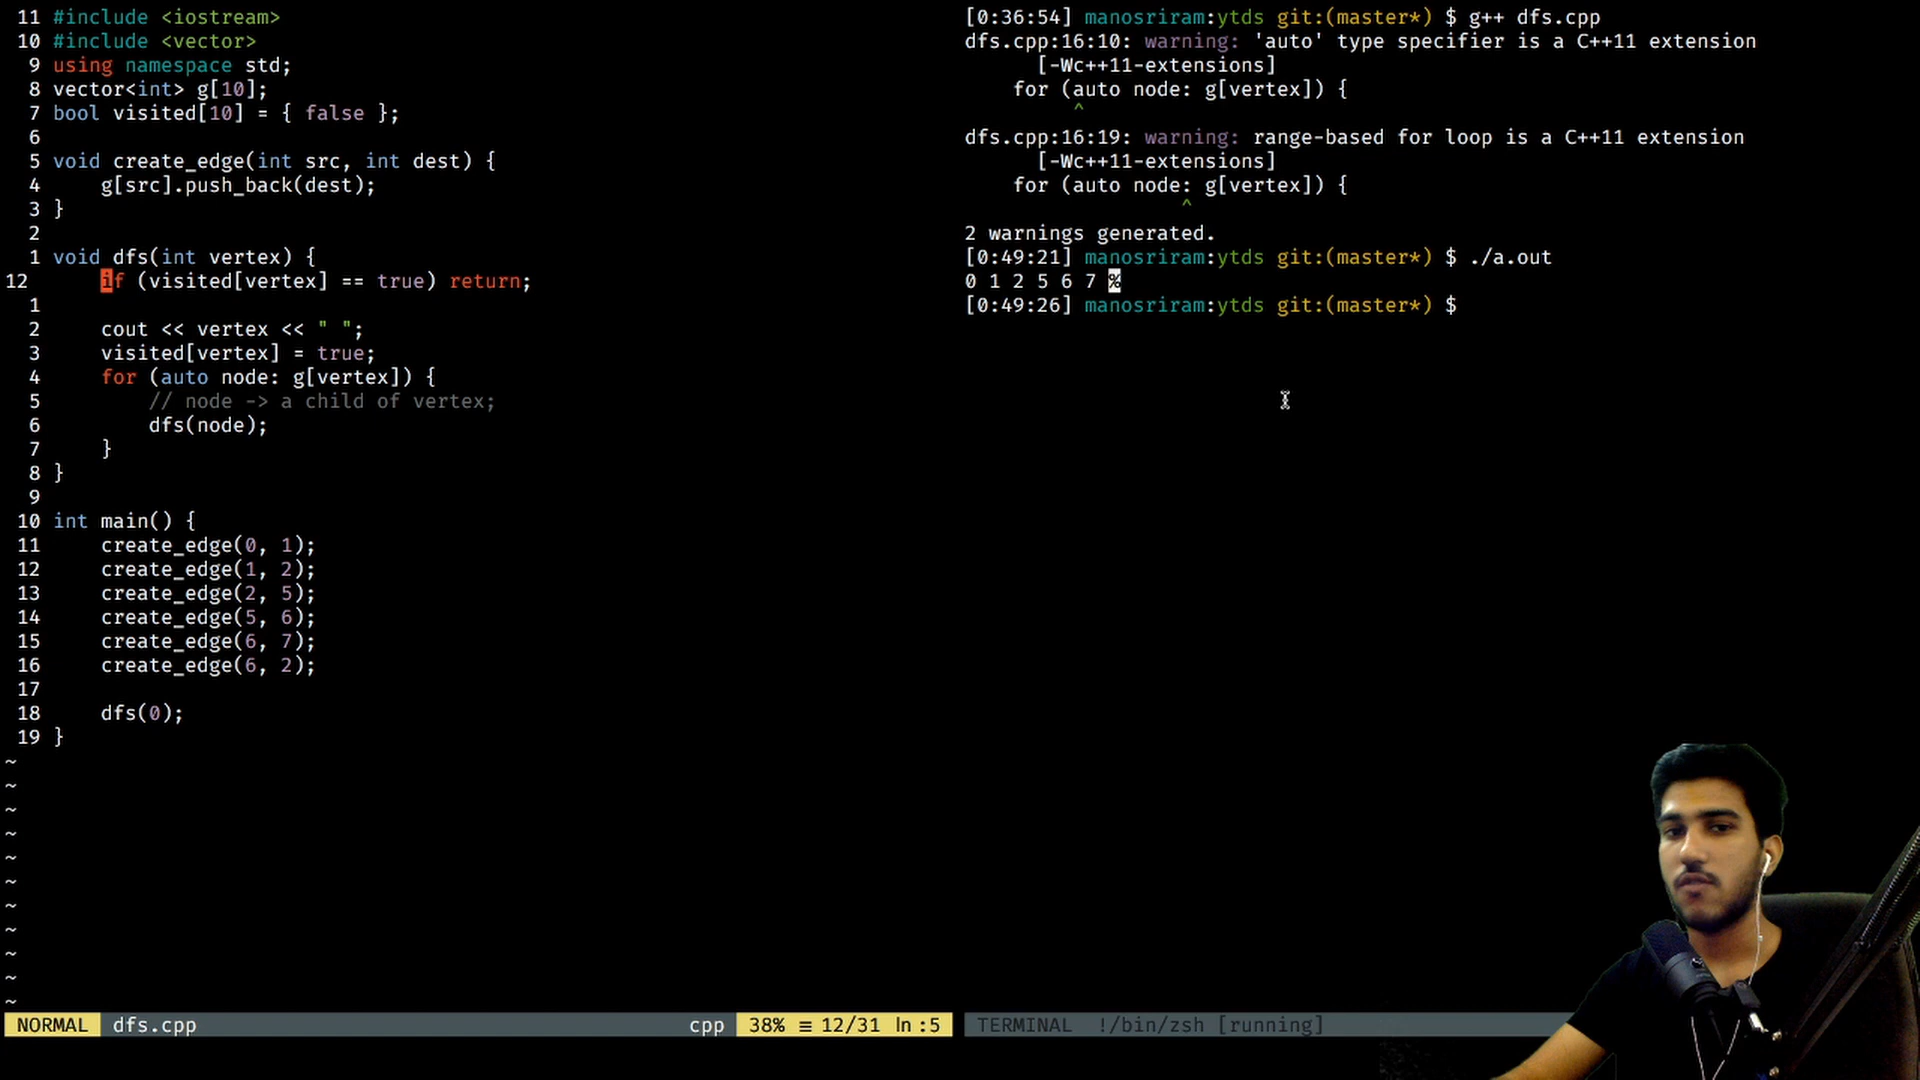 11 #include <iostream>
10 #include <vector>
9 using namespace std;
8 vector<int> g[10];
7 bool visited[10] = { false };
6
5 void create_edge(int src, int dest) {
4     g[src].push_back(dest);
3 }
2
1 void dfs(int vertex) {
12     if (visited[vertex] == true) return;
1
2     cout << vertex << " ";
3     visited[vertex] = true;
4     for (auto node: g[vertex]) {
5         // node -> a child of vertex;
6         dfs(node);
7     }
8 }
9
10 int main() {
11     create_edge(0, 1);
12     create_edge(1, 2);
13     create_edge(2, 5);
14     create_edge(5, 6);
15     create_edge(6, 7);
16     create_edge(6, 2);
17
18     dfs(0);
19 }
~
~
~
~
~
~
~
~
~
~
~
NORMAL dfs.cpp cpp 38% ≡ 12/31 ln :5
[0:36:54] manosriram:ytds git:(master*) $ g++ dfs.cpp
dfs.cpp:16:10: warning: 'auto' type specifier is a C++11 extension
      [-Wc++11-extensions]
    for (auto node: g[vertex]) {
         ^
dfs.cpp:16:19: warning: range-based for loop is a C++11 extension
      [-Wc++11-extensions]
    for (auto node: g[vertex]) {
                  ^
2 warnings generated.
[0:49:21] manosriram:ytds git:(master*) $ ./a.out
0 1 2 5 6 7 %
[0:49:26] manosriram:ytds git:(master*) $
TERMINAL !/bin/zsh [running]